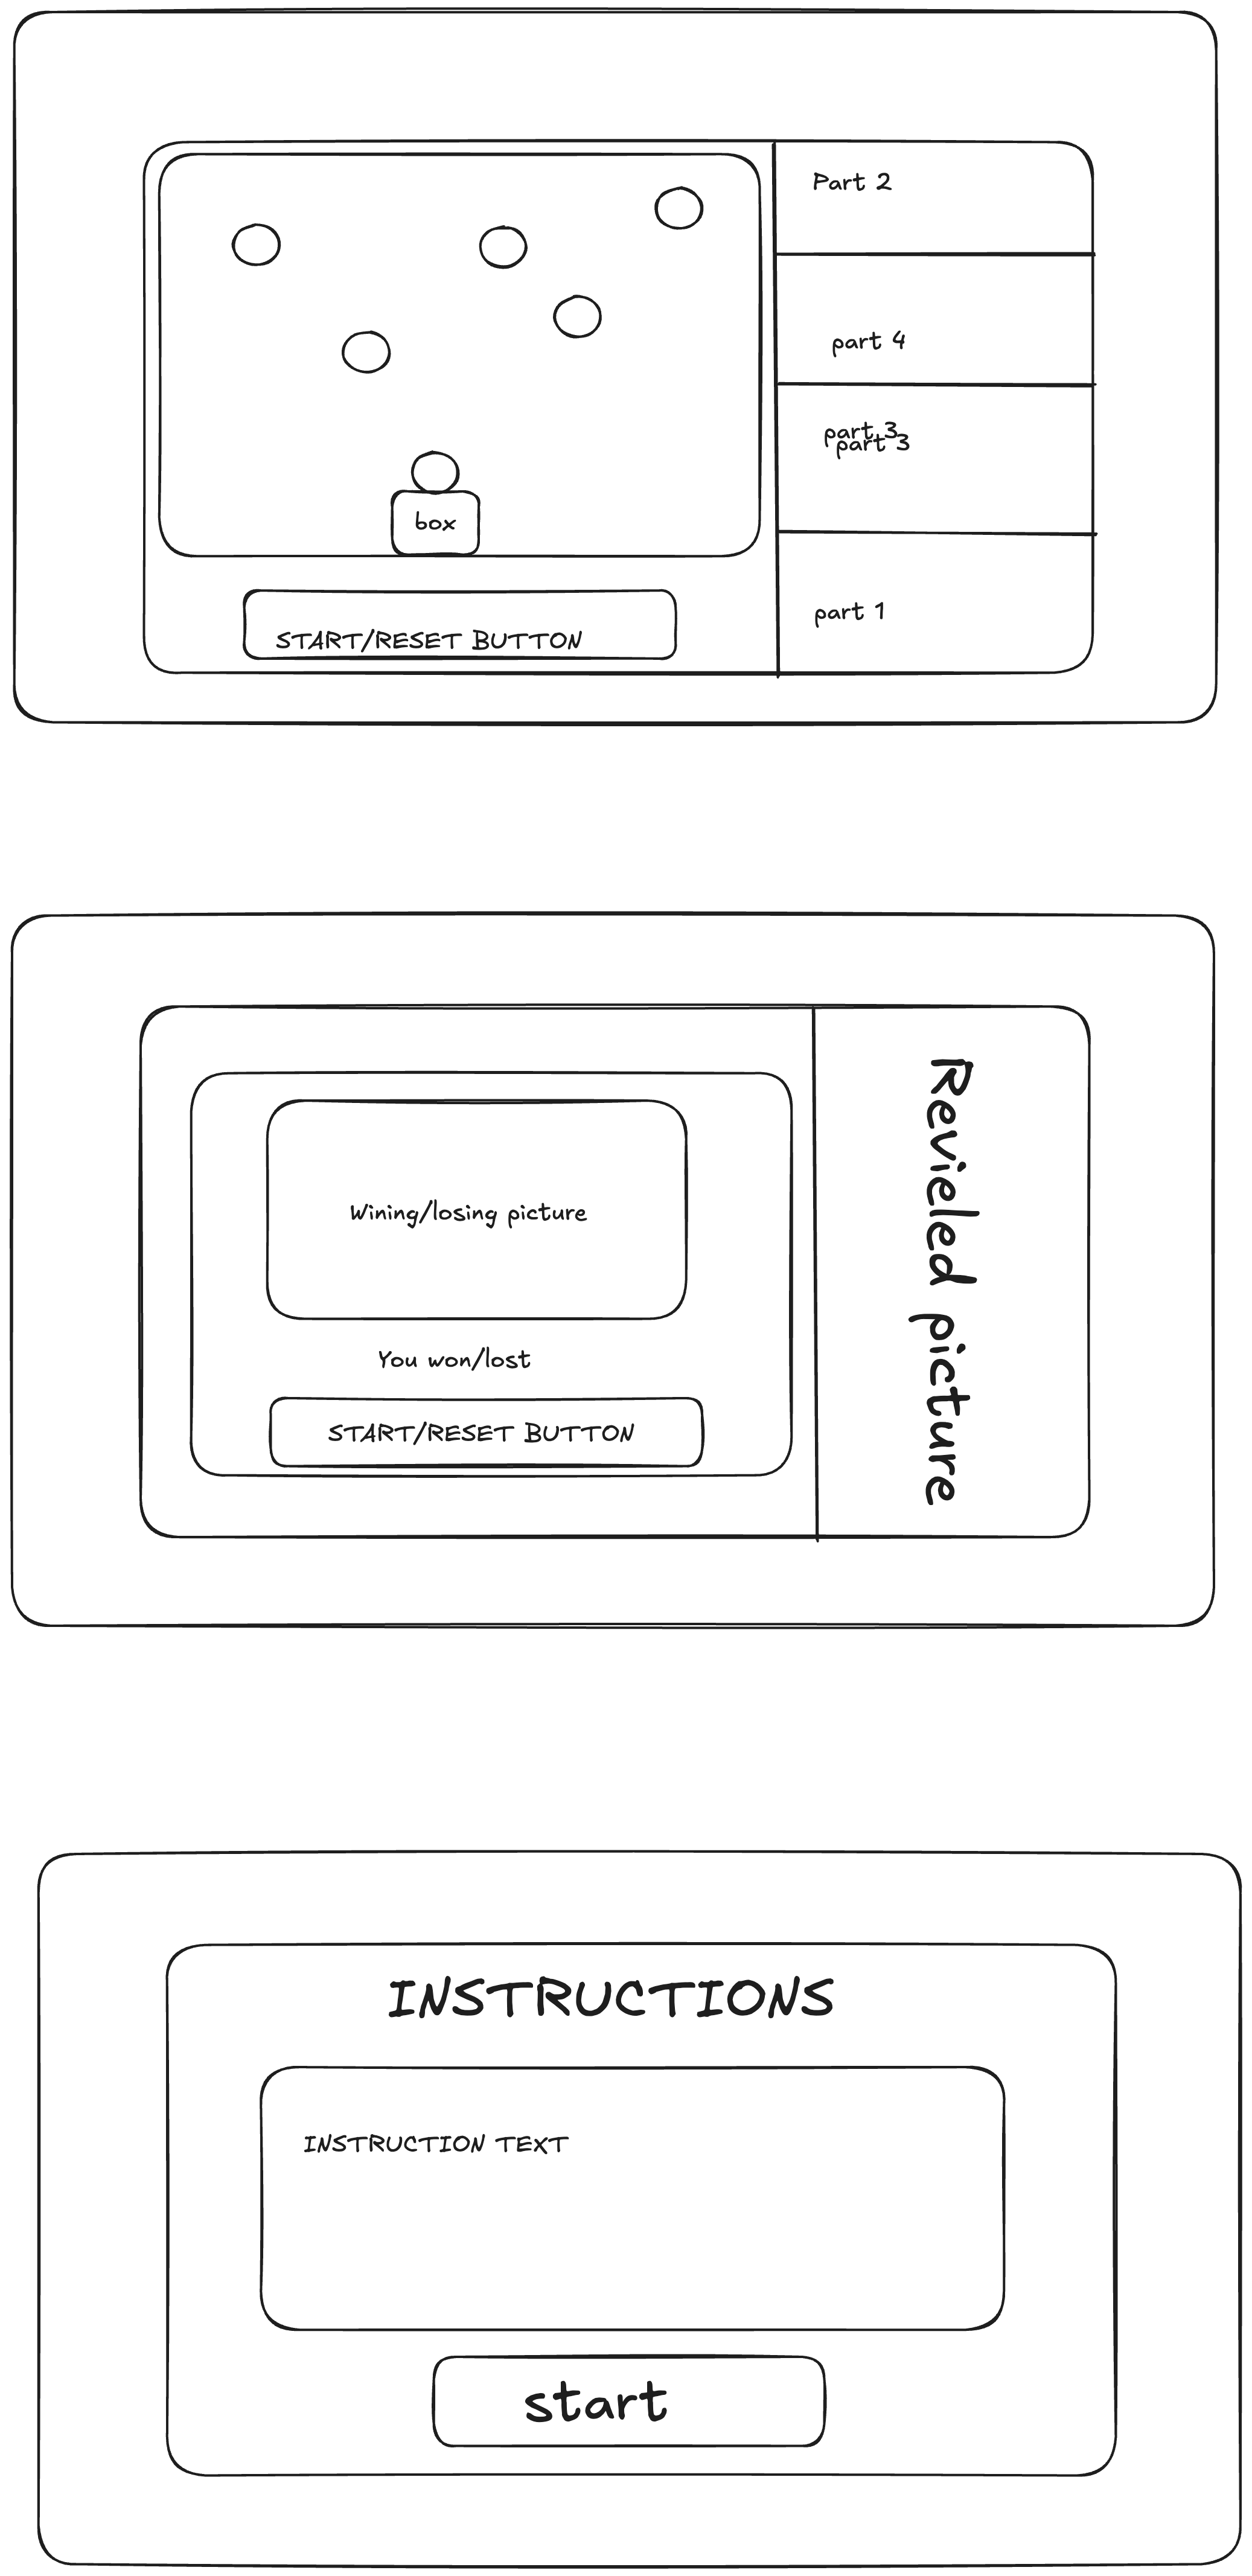 Part 2
part 4
part 3
part 3
box
part 1
START/RESET BUTTON
Revieled picture
Wining/losing picture
You won/lost
START/RESET BUTTON
INSTRUCTIONS
INSTRUCTION TEXT
start